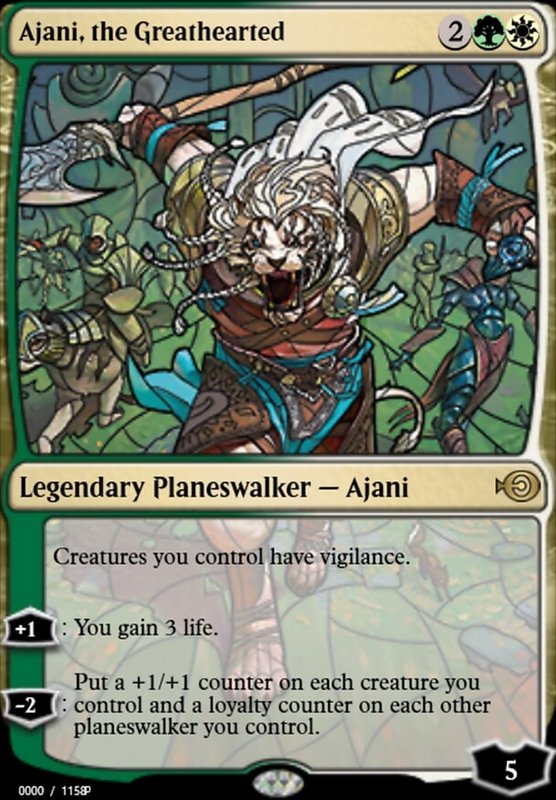 Ajani, the Greathearted 2
Legendary Planeswalker — Ajani
Creatures you control have vigilance.
+1 : You gain 3 life.
Put a +1/+1 counter on each creature you
-2 : control and a loyalty counter on each other
planeswalker you control.
5
0000 / 1158P